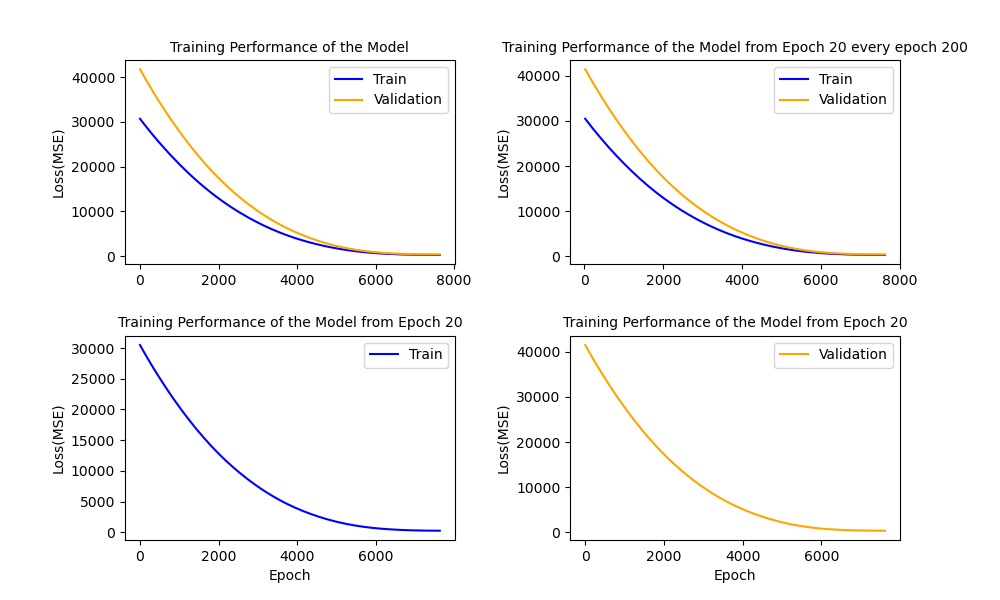 Training Performance of the Model
40000
30000
20000
10000
0
Loss(MSE)
Train
Validation
0
2000
4000
6000
8000
Training Performance of the Model from Epoch 20 every epoch 200
40000
30000
20000
10000
0
Loss(MSE)
Train
Validation
0
2000
4000
6000
8000
Training Performance of the Model from Epoch 20
30000
25000
20000
15000
10000
5000
0
Loss(MSE)
Train
0
2000
4000
6000
Epoch
Training Performance of the Model from Epoch 20
40000
30000
20000
10000
0
Loss(MSE)
Validation
0
2000
4000
6000
Epoch